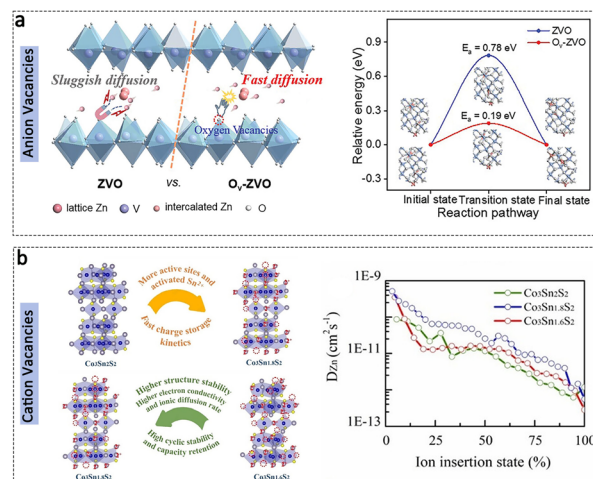 a
Anion Vacancies
Sluggish diffusion
Fast diffusion
Oxygen Vacancies
ZVO
vs.
Oᵥ-ZVO
lattice Zn
V
intercalated Zn
O
Relative energy (eV)
0.9
0.6
0.3
0.0
-0.3
ZVO
Oᵥ-ZVO
Eₐ = 0.78 eV
Eₐ = 0.19 eV
Initial state
Transition state
Final state
Reaction pathway
b
Cation Vacancies
More active sites and
activated Sn²⁺
Fast charge storage
kinetics
Co3Sn2S2
Co3Sn1.8S2
Higher structure stability
Higher electron conductivity
and ionic diffusion rate
High cyclic stability
and capacity retention
Co3Sn1.8S2
Co3Sn1.6S2
D_Zn (cm²s⁻¹)
1E-9
1E-11
1E-13
Co3Sn2S2
Co3Sn1.8S2
Co3Sn1.6S2
0
25
50
75
100
Ion insertion state (%)